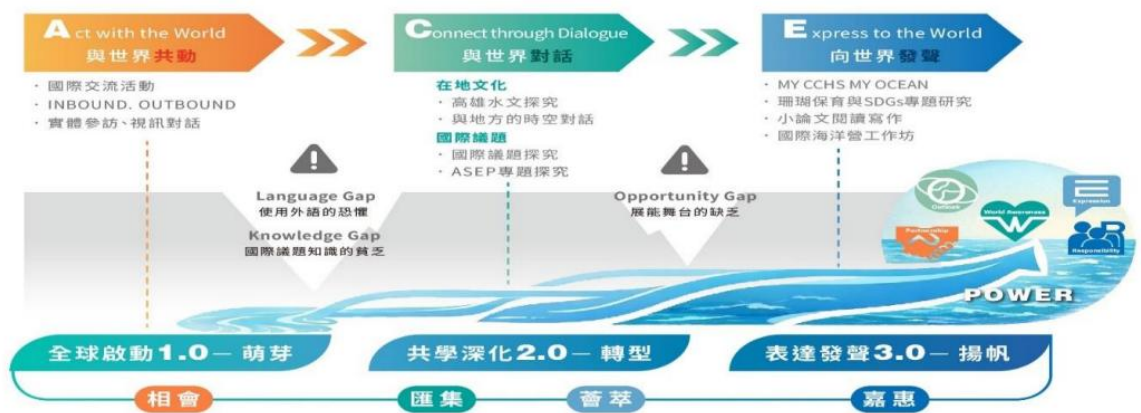 Act with the World
與世界共動
Connect through Dialogue
與世界對話
Express to the World
向世界發聲
· 國際交流活動
· INBOUND. OUTBOUND
· 實體參訪、視訊對話
在地文化
· 高雄水文探究
· 與地方的時空對話
國際議題
· 國際議題探究
· ASEP專題探究
· MY CCHS MY OCEAN
· 珊瑚保育與SDGs專題研究
· 小論文閱讀寫作
· 國際海洋營工作坊
Language Gap
使用外語的恐懼
Knowledge Gap
國際議題知識的貧乏
Opportunity Gap
展能舞台的缺乏
Outlook
Partnership
World Awareness
W
E
Expression
R
Responsibility
POWER
全球啟動1.0－萌芽
共學深化2.0－轉型
表達發聲3.0－揚帆
相會
匯集
薈萃
嘉惠